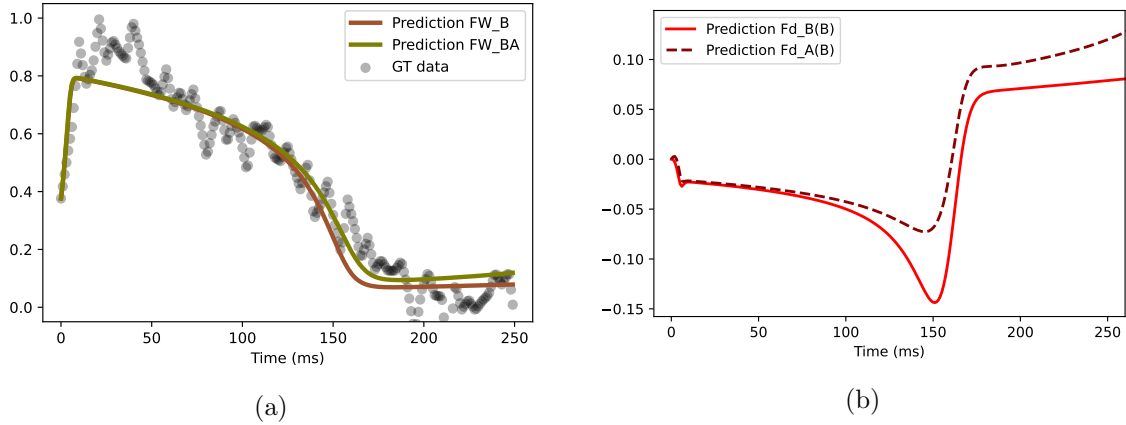 1.0
0.8
0.6
0.4
0.2
0.0
0
50
100
150
200
250
Time (ms)
Prediction FW_B
Prediction FW_BA
GT data
(a)
0.10
0.05
0.00
−0.05
−0.10
−0.15
0
50
100
150
200
250
Time (ms)
Prediction Fd_B(B)
Prediction Fd_A(B)
(b)